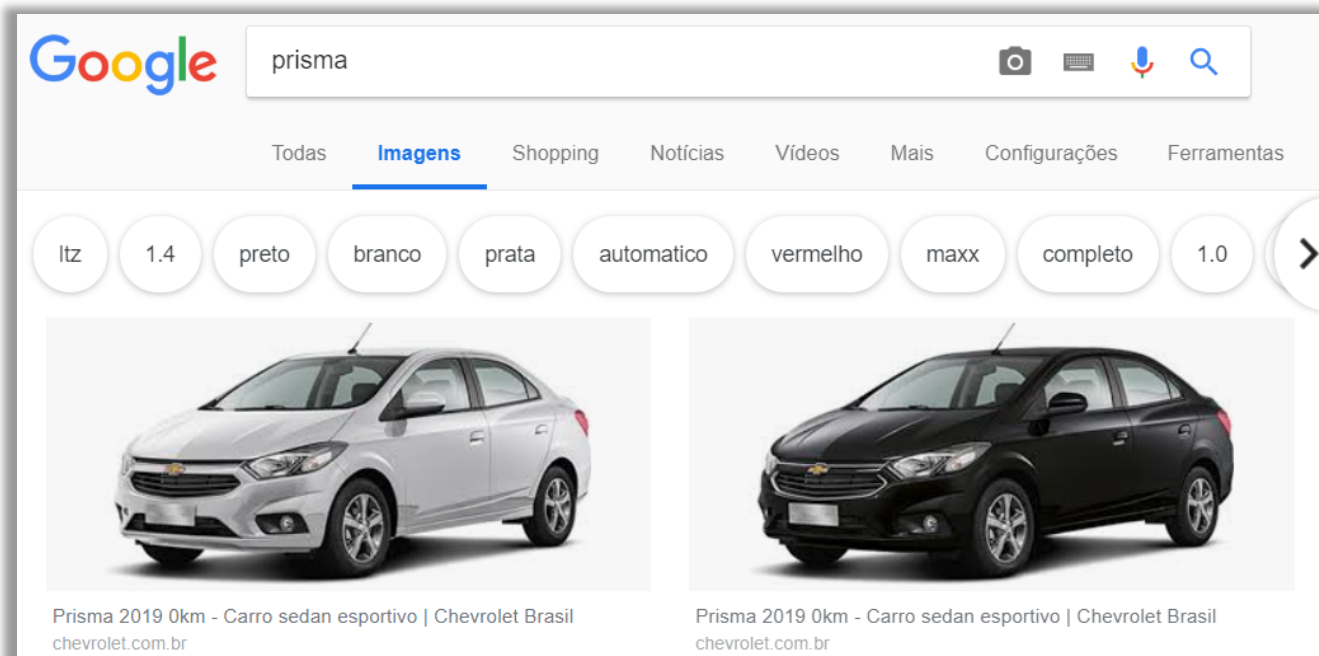 Google
prisma
Todas Imagens Shopping Notícias Vídeos Mais Configurações Ferramentas
ltz 1.4 preto branco prata automatico vermelho maxx completo 1.0
Prisma 2019 0km - Carro sedan esportivo | Chevrolet Brasil
chevrolet.com.br
Prisma 2019 0km - Carro sedan esportivo | Chevrolet Brasil
chevrolet.com.br